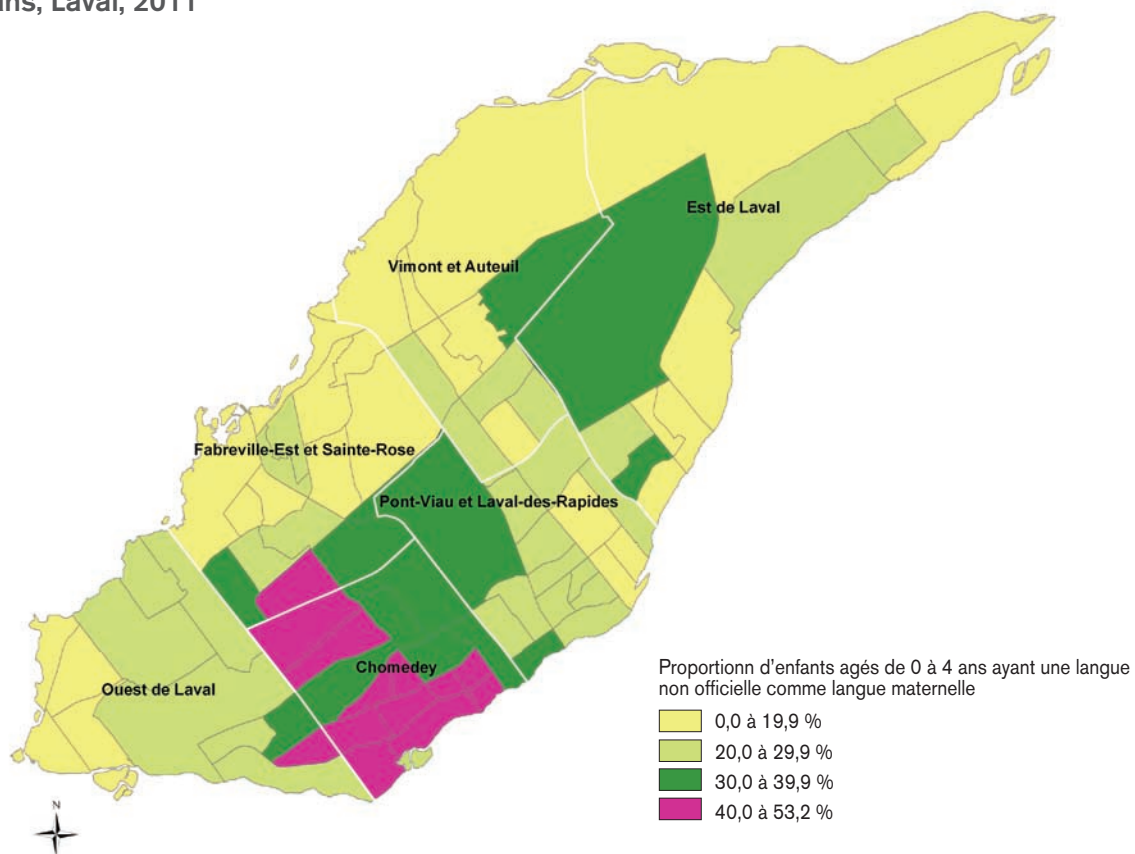 ans, Laval, 2011
Est de Laval
Vimont et Auteuil
Fabreville-Est et Sainte-Rose
Pont-Viau et Laval-des-Rapides
Chomedey
Ouest de Laval
Proportionn d'enfants agés de 0 à 4 ans ayant une langue
non officielle comme langue maternelle
0,0 à 19,9 %
20,0 à 29,9 %
30,0 à 39,9 %
40,0 à 53,2 %
N